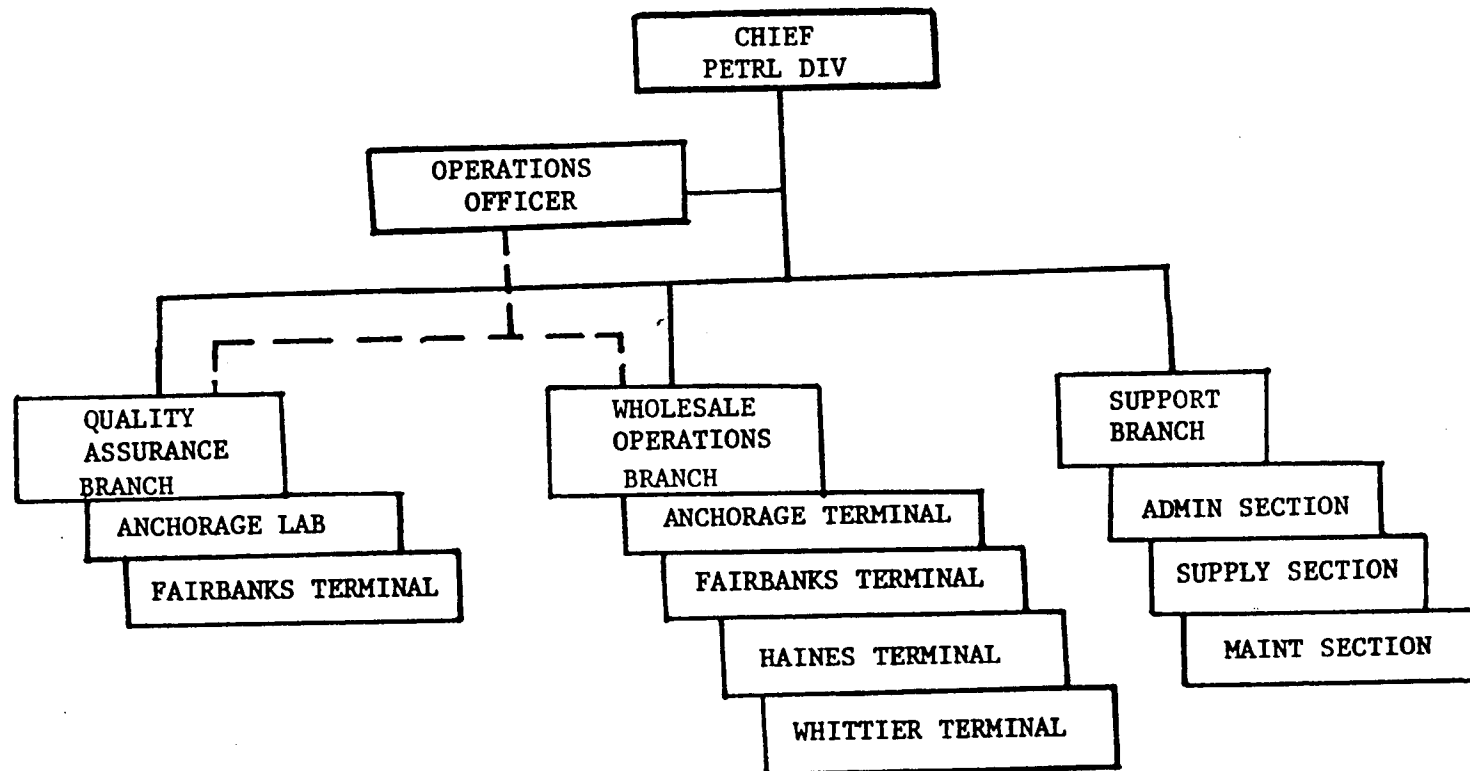 CHIEF
PETRL DIV
OPERATIONS
OFFICER
QUALITY
ASSURANCE
BRANCH
ANCHORAGE LAB
FAIRBANKS TERMINAL
WHOLESALE
OPERATIONS
BRANCH
ANCHORAGE TERMINAL
FAIRBANKS TERMINAL
HAINES TERMINAL
WHITTIER TERMINAL
SUPPORT
BRANCH
ADMIN SECTION
SUPPLY SECTION
MAINT SECTION